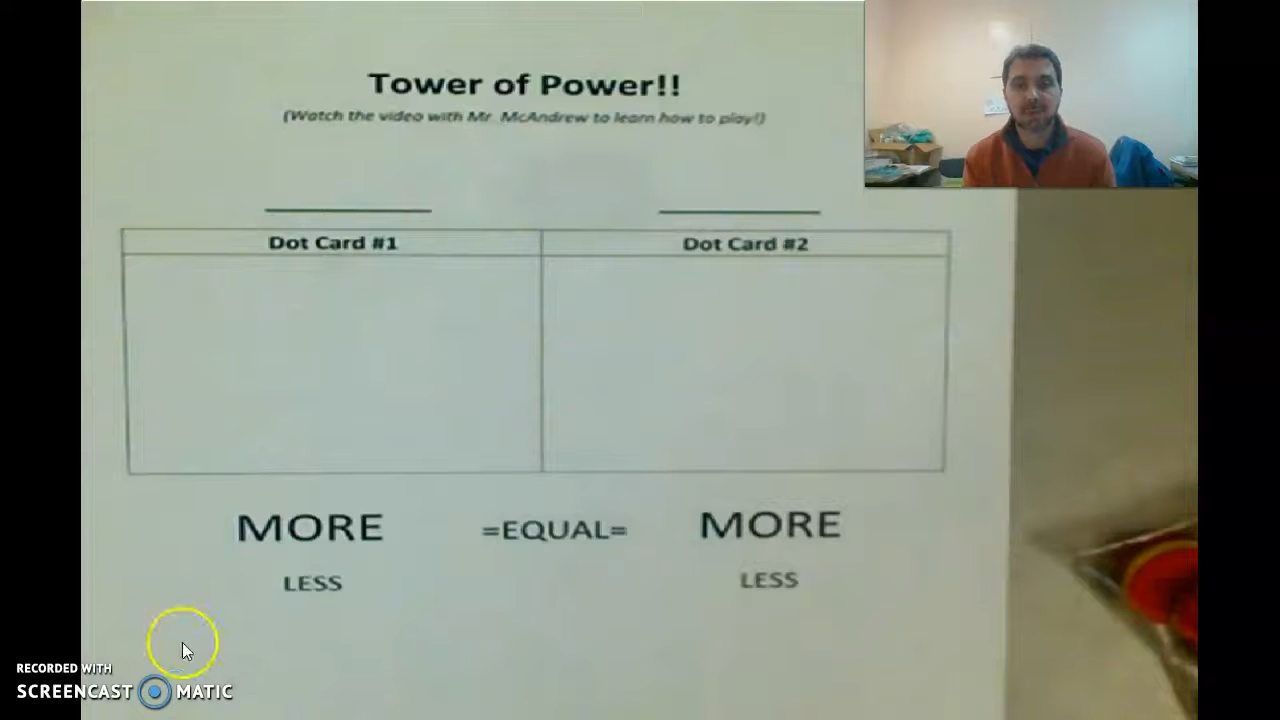 Tower of Power!!
(Watch the video with Mr. McAndrew to learn how to play!)
Dot Card #1 Dot Card #2
MORE =EQUAL= MORE
LESS LESS
RECORDED WITH
SCREENCAST MATIC